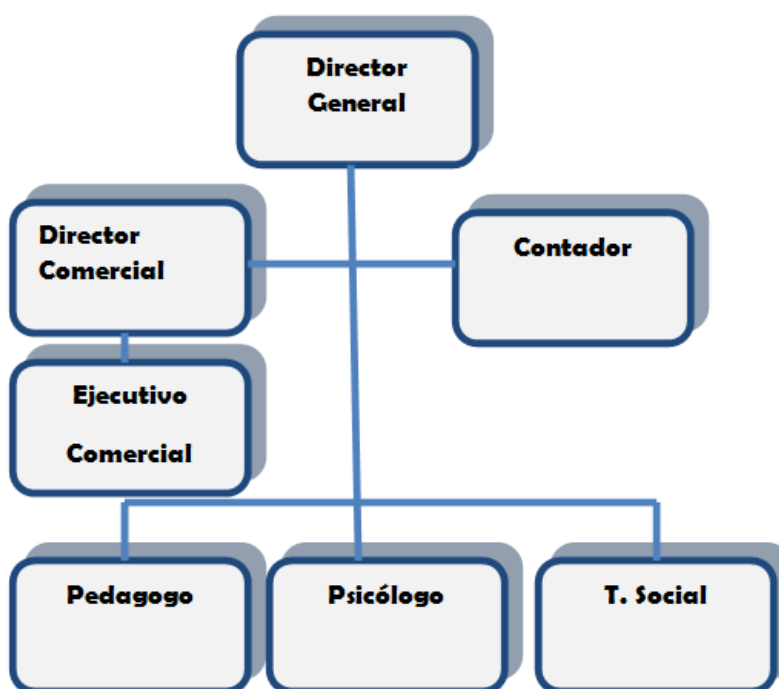 Director
General
Director
Comercial
Contador
Ejecutivo
Comercial
Pedagogo
Psicólogo
T. Social